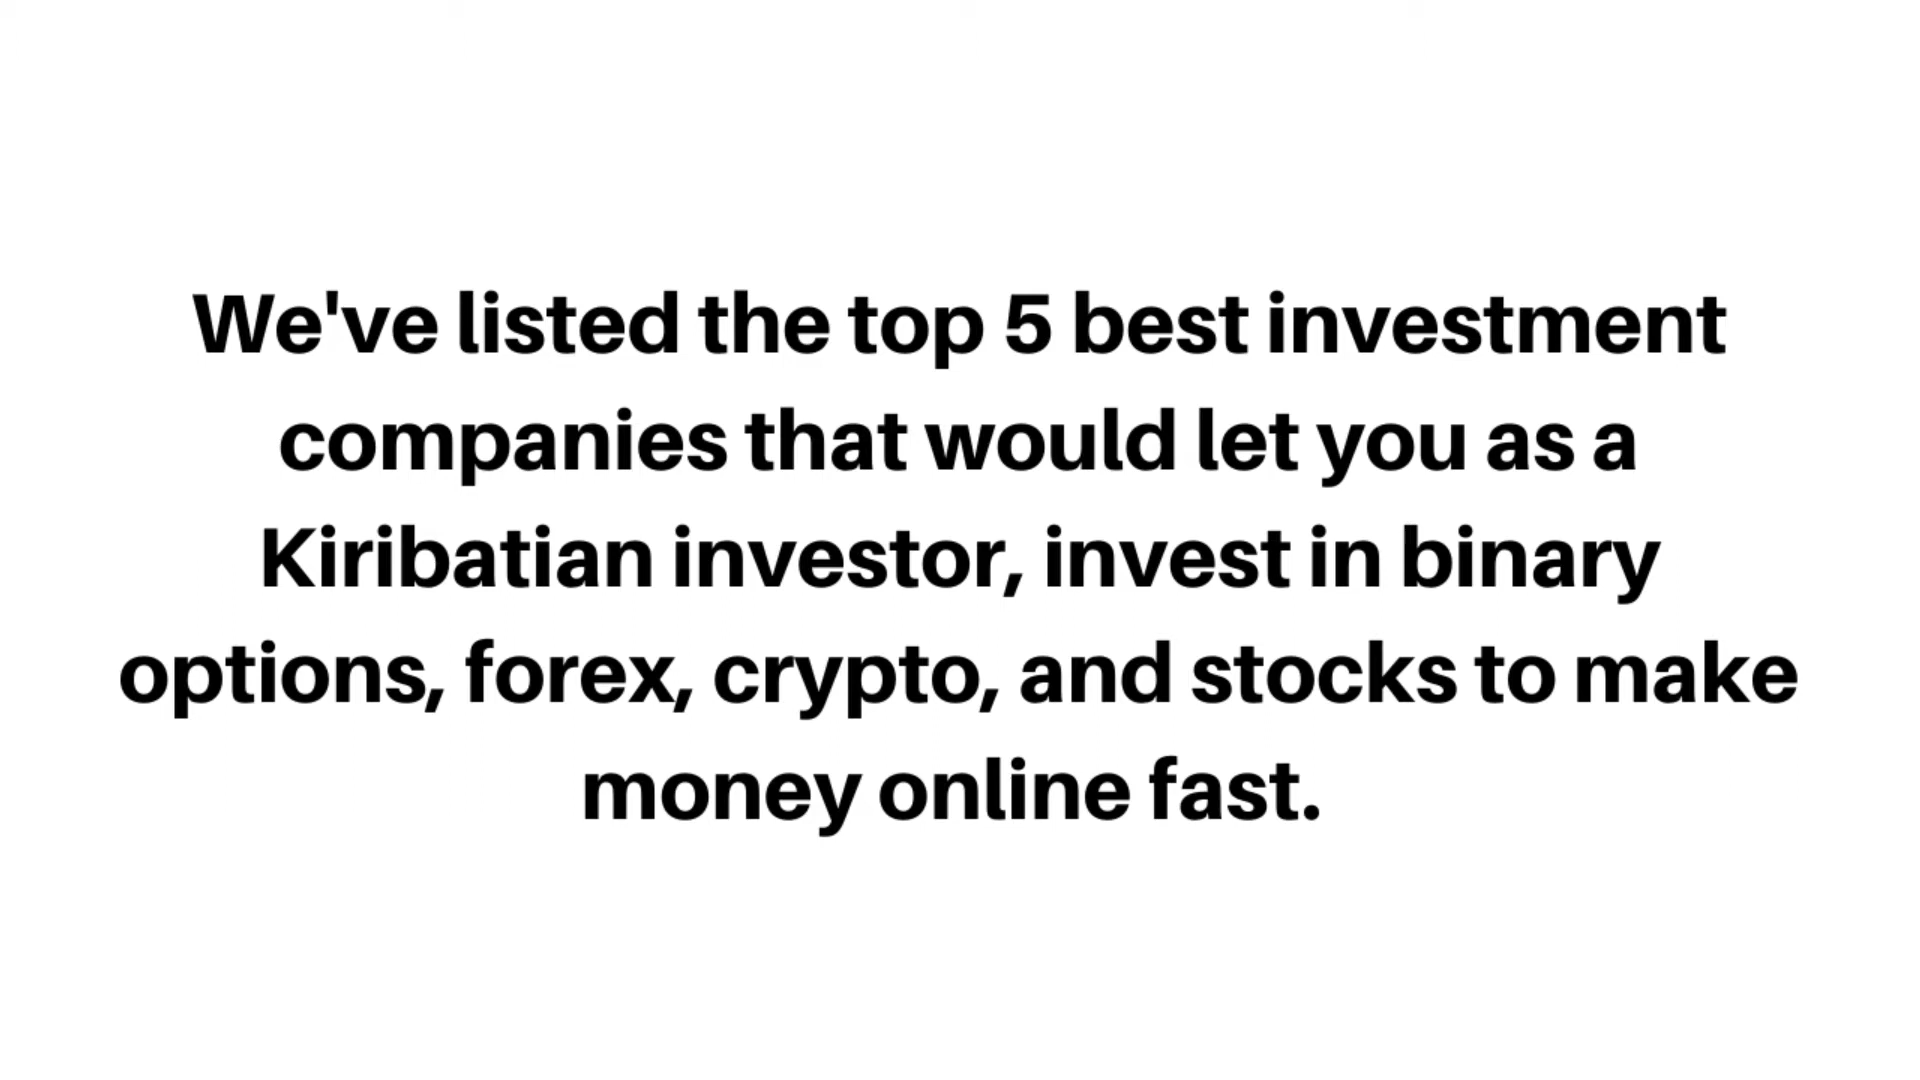 We've listed the top 5 best investment
companies that would let you as a
Kiribatian investor, invest in binary
options, forex, crypto, and stocks to make
money online fast.